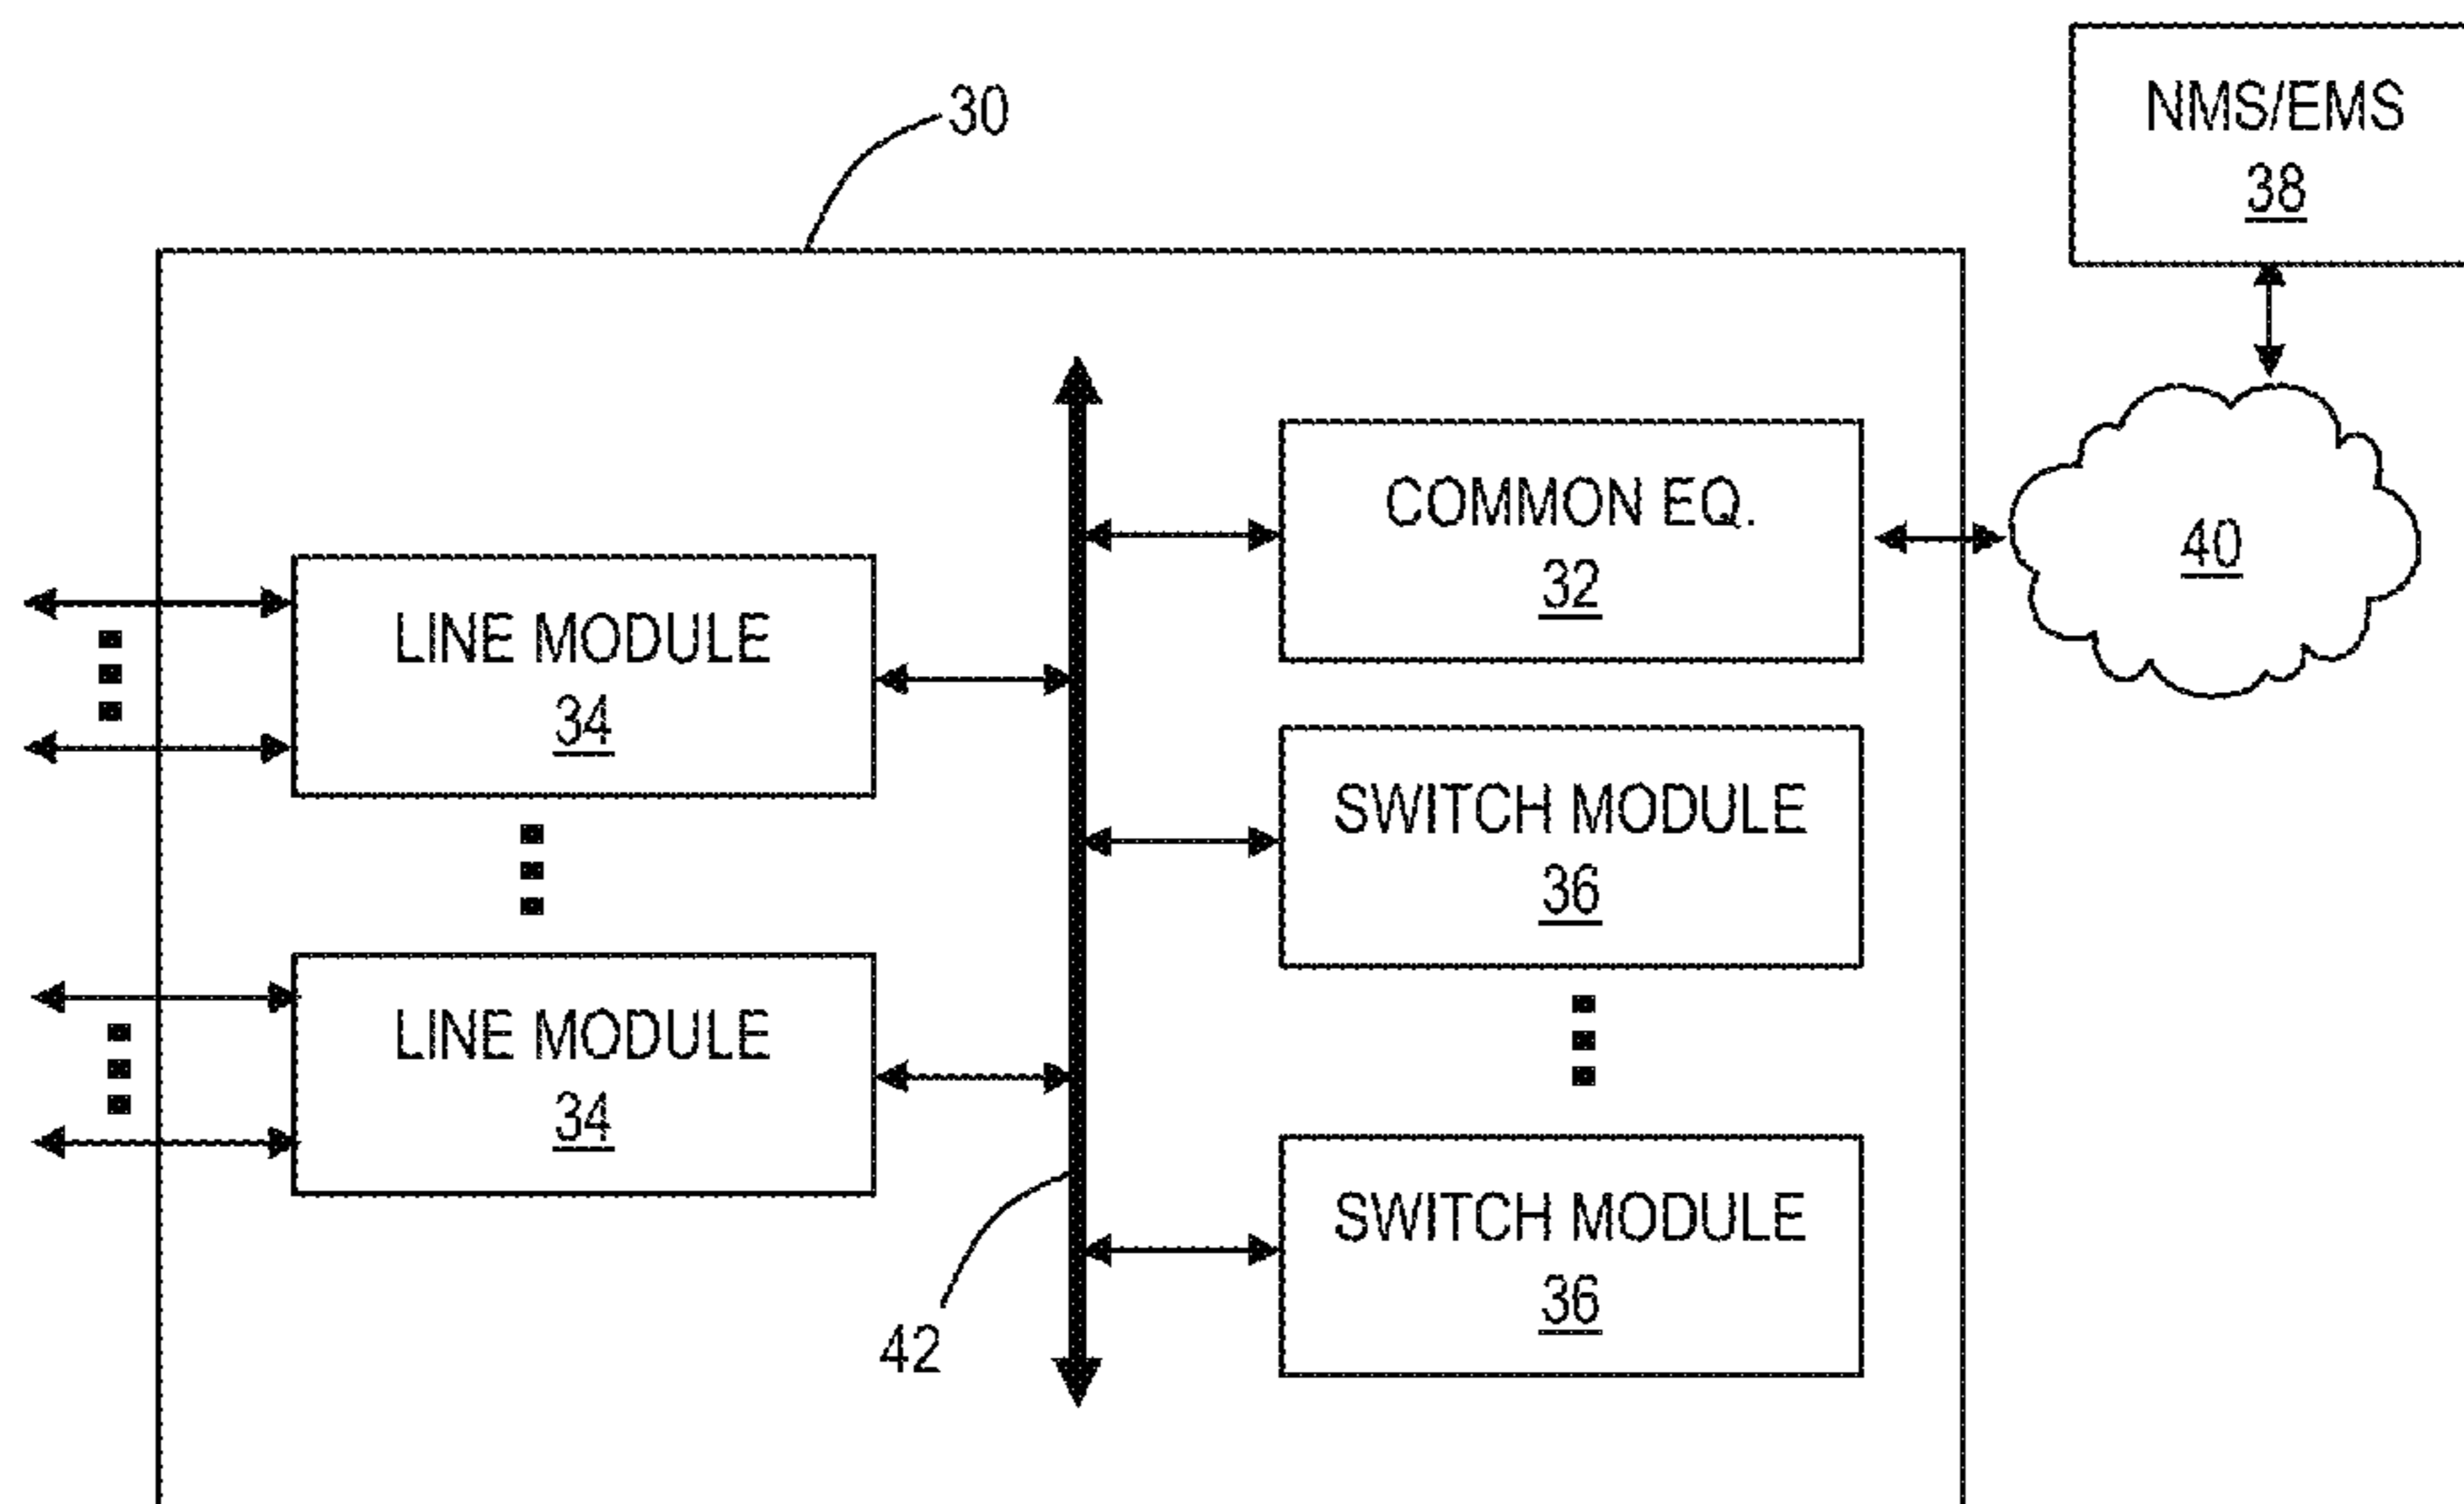 30
NMS/EMS
38
COMMON EQ.
32
40
LINE MODULE
34
SWITCH MODULE
36
LINE MODULE
34
SWITCH MODULE
36
42